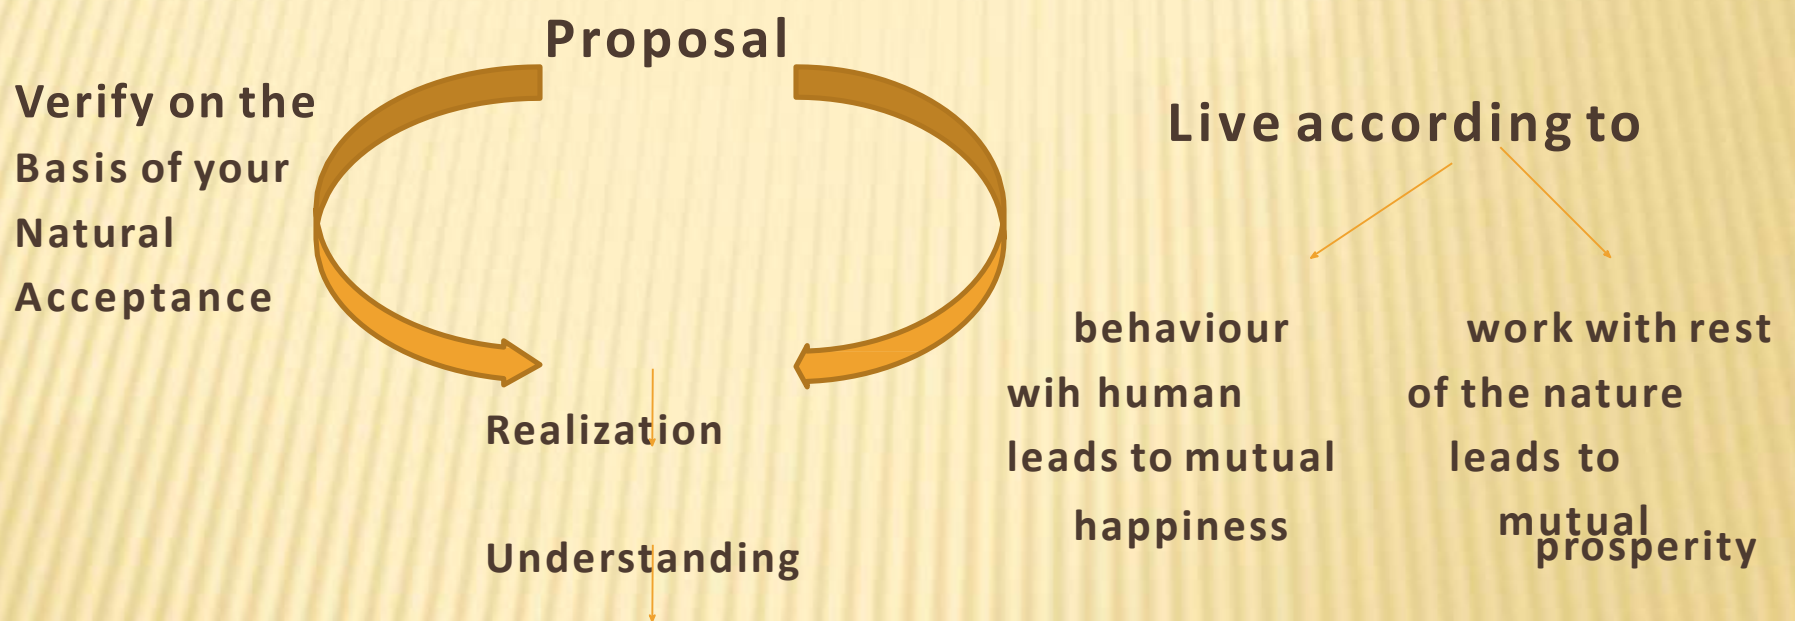 Proposal
Verify on the
Basis of your
Natural
Acceptance
Realization
Understanding
Live according to
behaviour
wih human
leads to mutual
happiness
work with rest
of the nature
leads to
mutual
prosperity